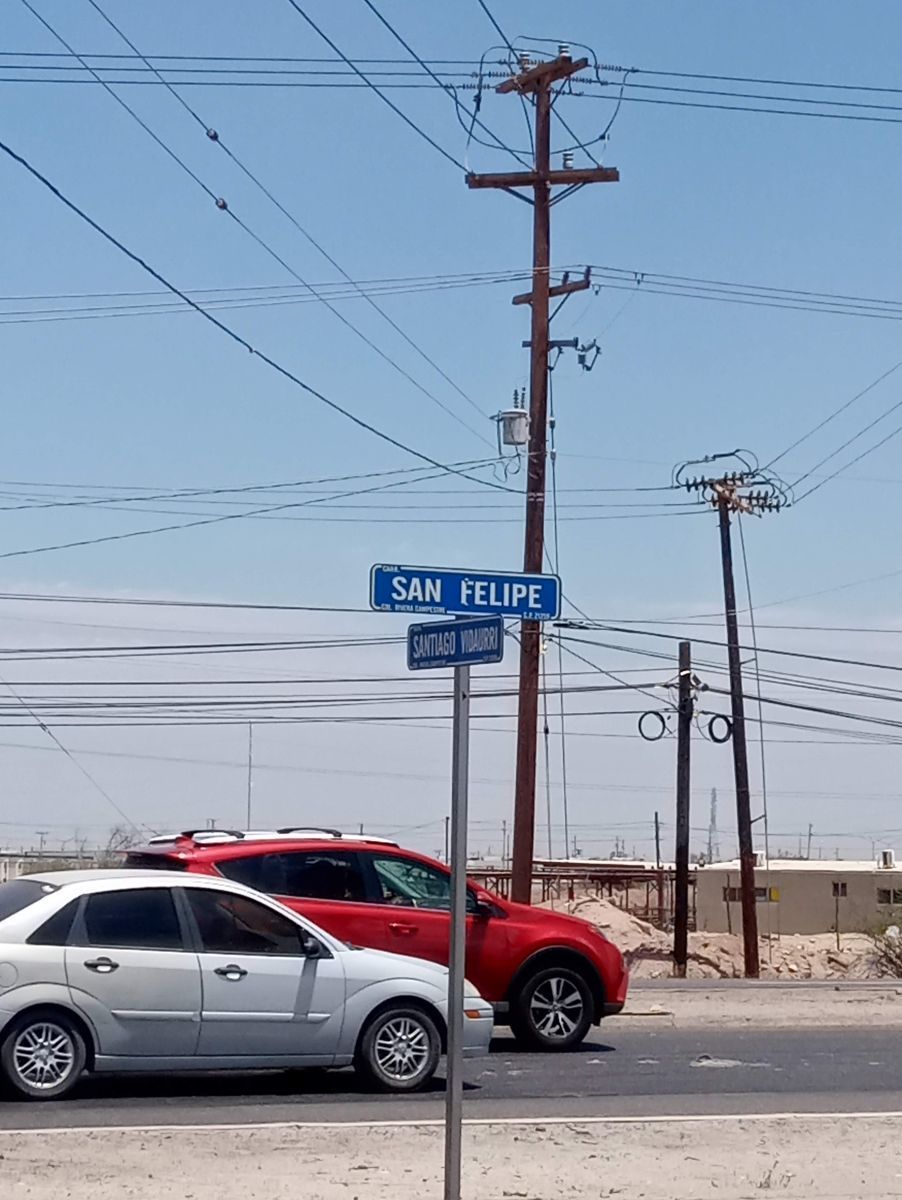 CARR.
SAN FELIPE
COL. RIVERA CAMPESTRE C.P. 21259
SANTIAGO VIDAURRI